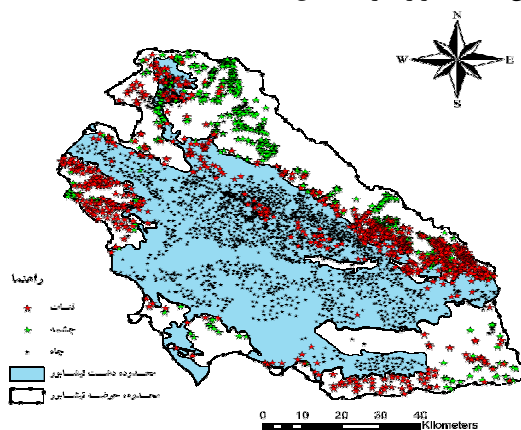 N
W E
S
راهنما
قنات
چشمه
چاه
محدوده دشت نیشابور
محدوده حوضه نیشابور
0 5 10 20 30 40
Kilometers